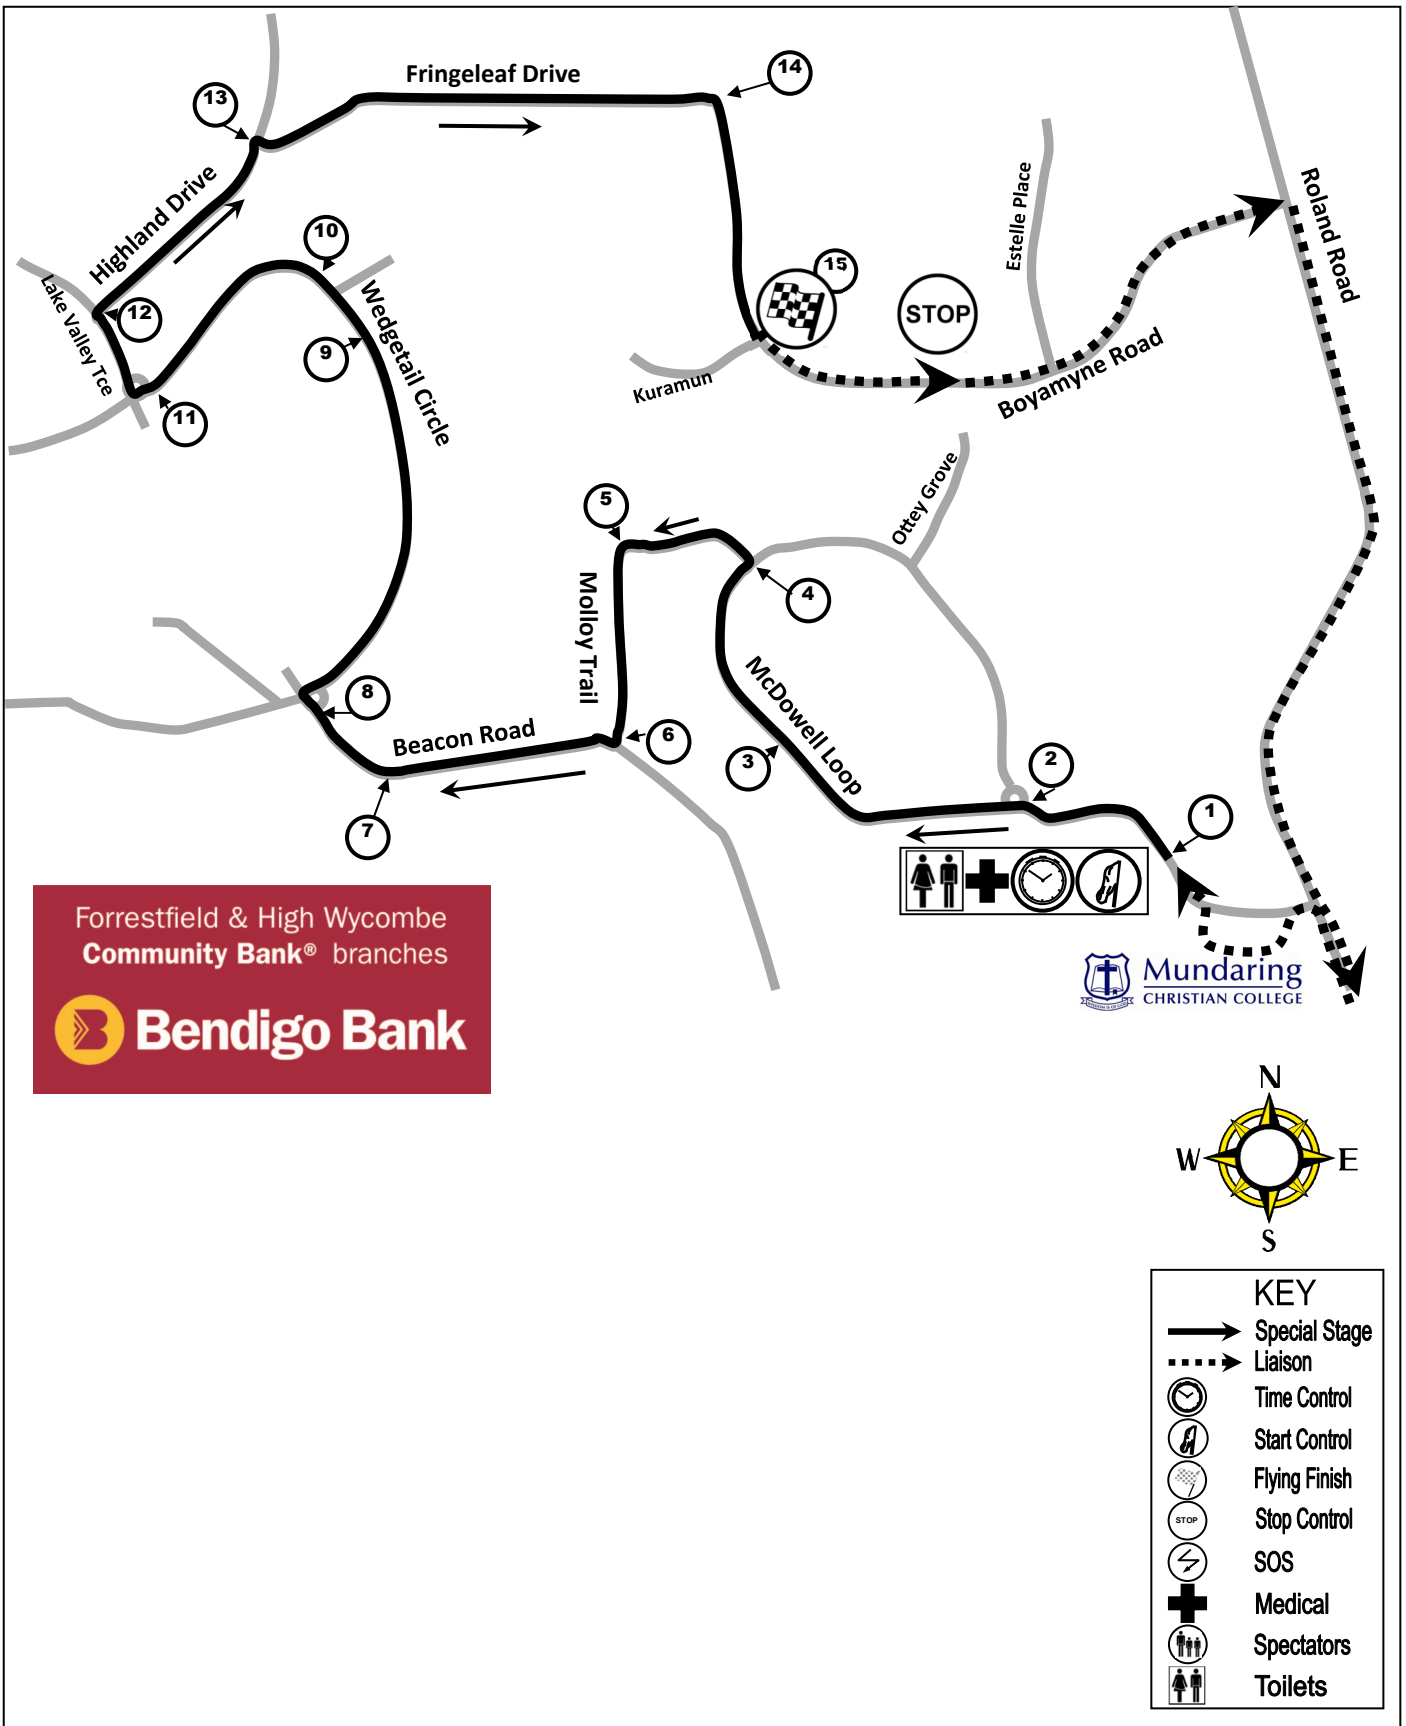 Fringeleaf Drive
14
13
Highland Drive
10
Estelle Place
Roland Road
15
STOP
Lake Valley Tce
12
9
Wedgetail Circle
Kuramun
Boyamyne Road
11
Ottey Grove
5
4
Molloy Trail
McDowell Loop
8
Beacon Road
6
3
2
7
1
Forrestfield & High Wycombe
Community Bank® branches
Bendigo Bank
Mundaring
CHRISTIAN COLLEGE
N
W
E
S
KEY
Special Stage
Liaison
Time Control
Start Control
Flying Finish
STOP Stop Control
SOS
Medical
Spectators
Toilets